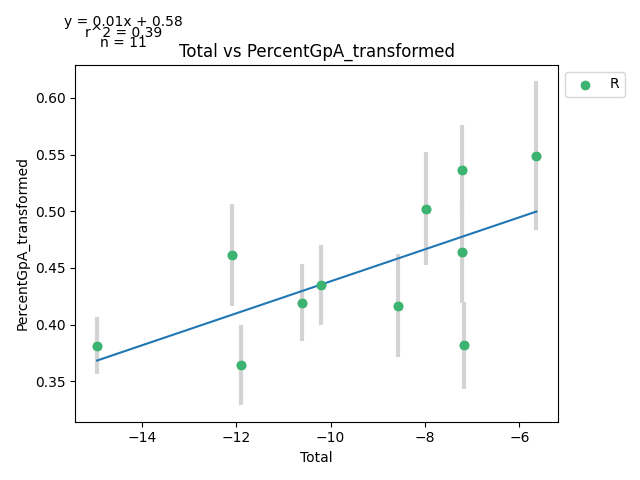 y = 0.01x + 0.58
r^2 = 0.39
n = 11
Total vs PercentGpA_transformed
R
PercentGpA_transformed
0.60
0.55
0.50
0.45
0.40
0.35
−14
−12
−10
−8
−6
Total